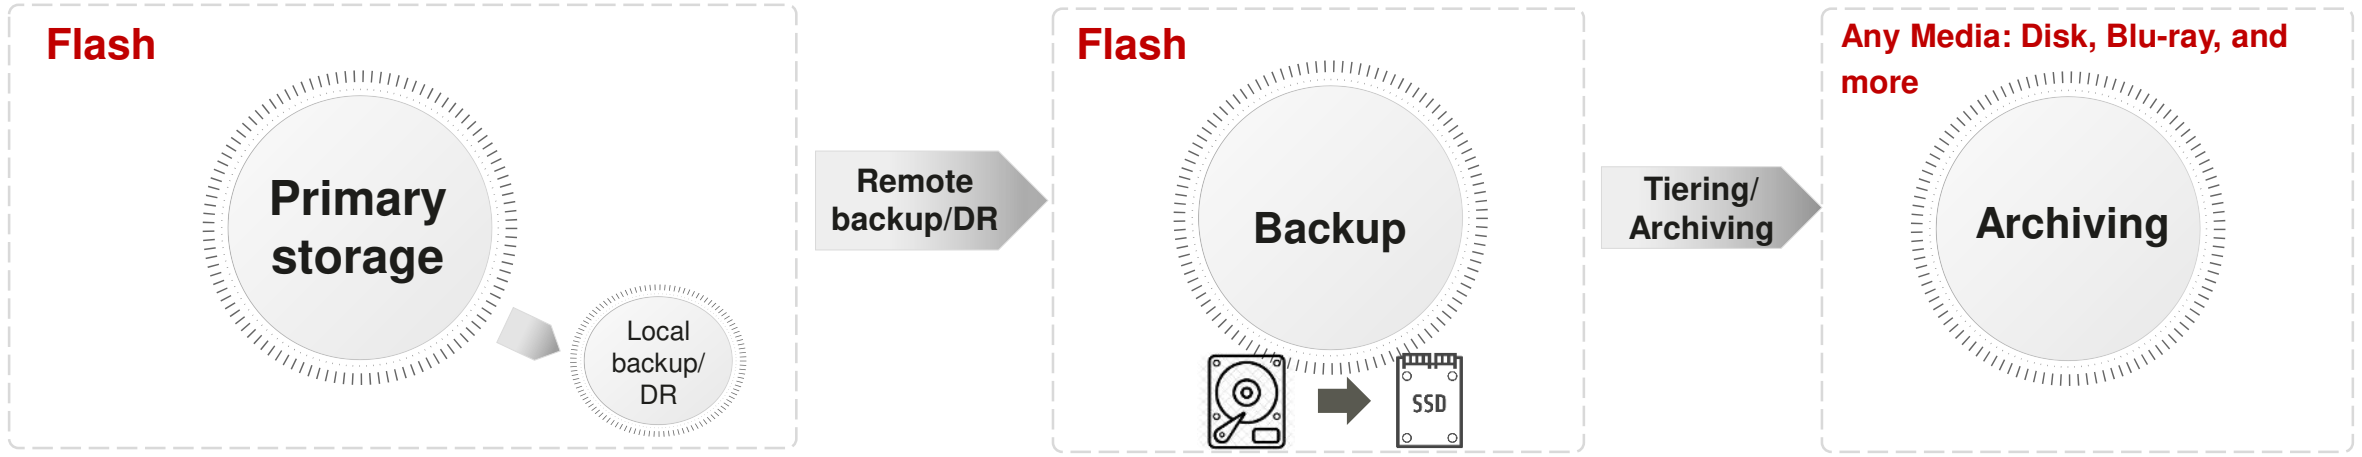 Flash
Primary
storage
Local
backup/
DR
Remote
backup/DR
Flash
Backup
SSD
Tiering/
Archiving
Any Media: Disk, Blu-ray, and
more
Archiving